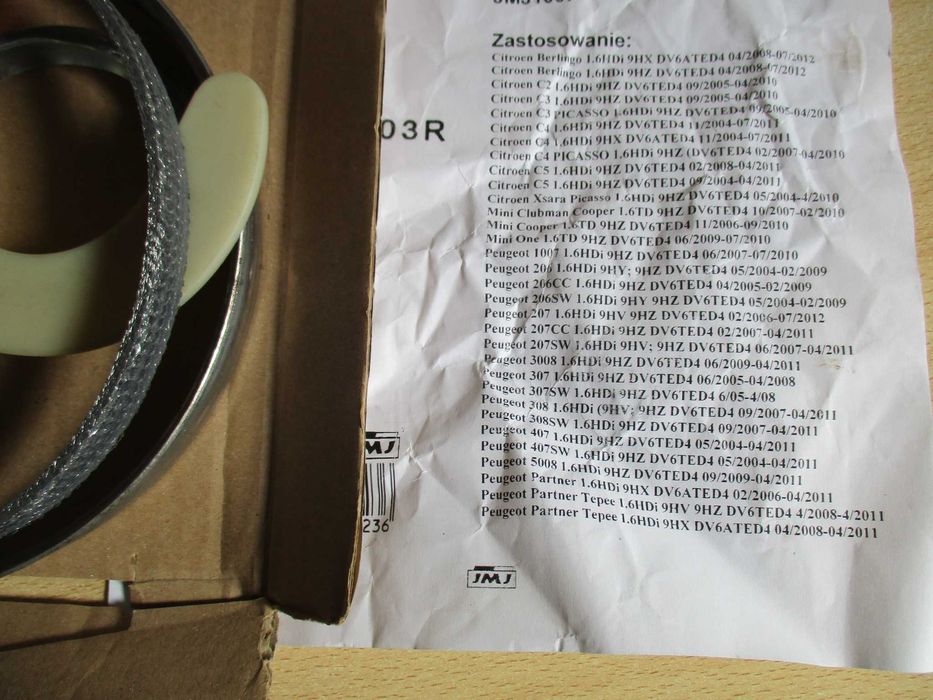 Zastosowanie:
Citroen Berlingo 1.6HDi 9HX DV6ATED4 04/2008-07/2012
Citroen Berlingo 1.6HDi 9HZ DV6TED4 04/2008-07/2012
Citroen C2 1.6HDi 9HZ DV6TED4 09/2005-04/2010
Citroen C3 1.6HDi 9HZ DV6TED4 09/2005-04/2010
Citroen C3 PICASSO 1.6HDi 9HZ DV6TED4 09/2005-04/2010
Citroen C4 1.6HDi 9HZ DV6TED4 11/2004-07/2011
Citroen C4 1.6HDi 9HX DV6ATED4 11/2004-07/2011
Citroen C4 PICASSO 1.6HDi 9HZ (DV6TED4 02/2007-04/2010
Citroen C5 1.6HDi 9HZ DV6TED4 02/2008-04/2011
Citroen C5 1.6HDi 9HZ DV6TED4 09/2004-04/2011
Citroen Xsara Picasso 1.6HDi 9HZ DV6TED4 05/2004-4/2010
Mini Clubman Cooper 1.6TD 9HZ DV6TED4 10/2007-02/2010
Mini Cooper 1.6TD 9HZ DV6TED4 11/2006-09/2010
Mini One 1.6TD 9HZ DV6TED4 06/2009-07/2010
Peugeot 1007 1.6HDi 9HZ DV6TED4 06/2007-07/2010
Peugeot 206 1.6HDi 9HY; 9HZ DV6TED4 05/2004-02/2009
Peugeot 206CC 1.6HDi 9HZ DV6TED4 04/2005-02/2009
Peugeot 206SW 1.6HDi 9HY 9HZ DV6TED4 05/2004-02/2009
Peugeot 207 1.6HDi 9HV 9HZ DV6TED4 02/2006-07/2012
Peugeot 207CC 1.6HDi 9HZ DV6TED4 02/2007-04/2011
Peugeot 207SW 1.6HDi 9HV; 9HZ DV6TED4 06/2007-04/2011
Peugeot 3008 1.6HDi 9HZ DV6TED4 06/2009-04/2011
Peugeot 307 1.6HDi 9HZ DV6TED4 06/2005-04/2008
Peugeot 307SW 1.6HDi 9HZ DV6TED4 6/05-4/08
Peugeot 308 1.6HDi (9HV; 9HZ DV6TED4 09/2007-04/2011
Peugeot 308SW 1.6HDi 9HZ DV6TED4 09/2007-04/2011
Peugeot 407 1.6HDi 9HZ DV6TED4 05/2004-04/2011
Peugeot 407SW 1.6HDi 9HZ DV6TED4 05/2004-04/2011
Peugeot 5008 1.6HDi 9HZ DV6TED4 09/2009-04/2011
Peugeot Partner 1.6HDi 9HX DV6ATED4 02/2006-04/2011
Peugeot Partner Tepee 1.6HDi 9HV 9HZ DV6TED4 4/2008-4/2011
Peugeot Partner Tepee 1.6HDi 9HX DV6ATED4 04/2008-04/2011
JMJ
03R
MJ
236